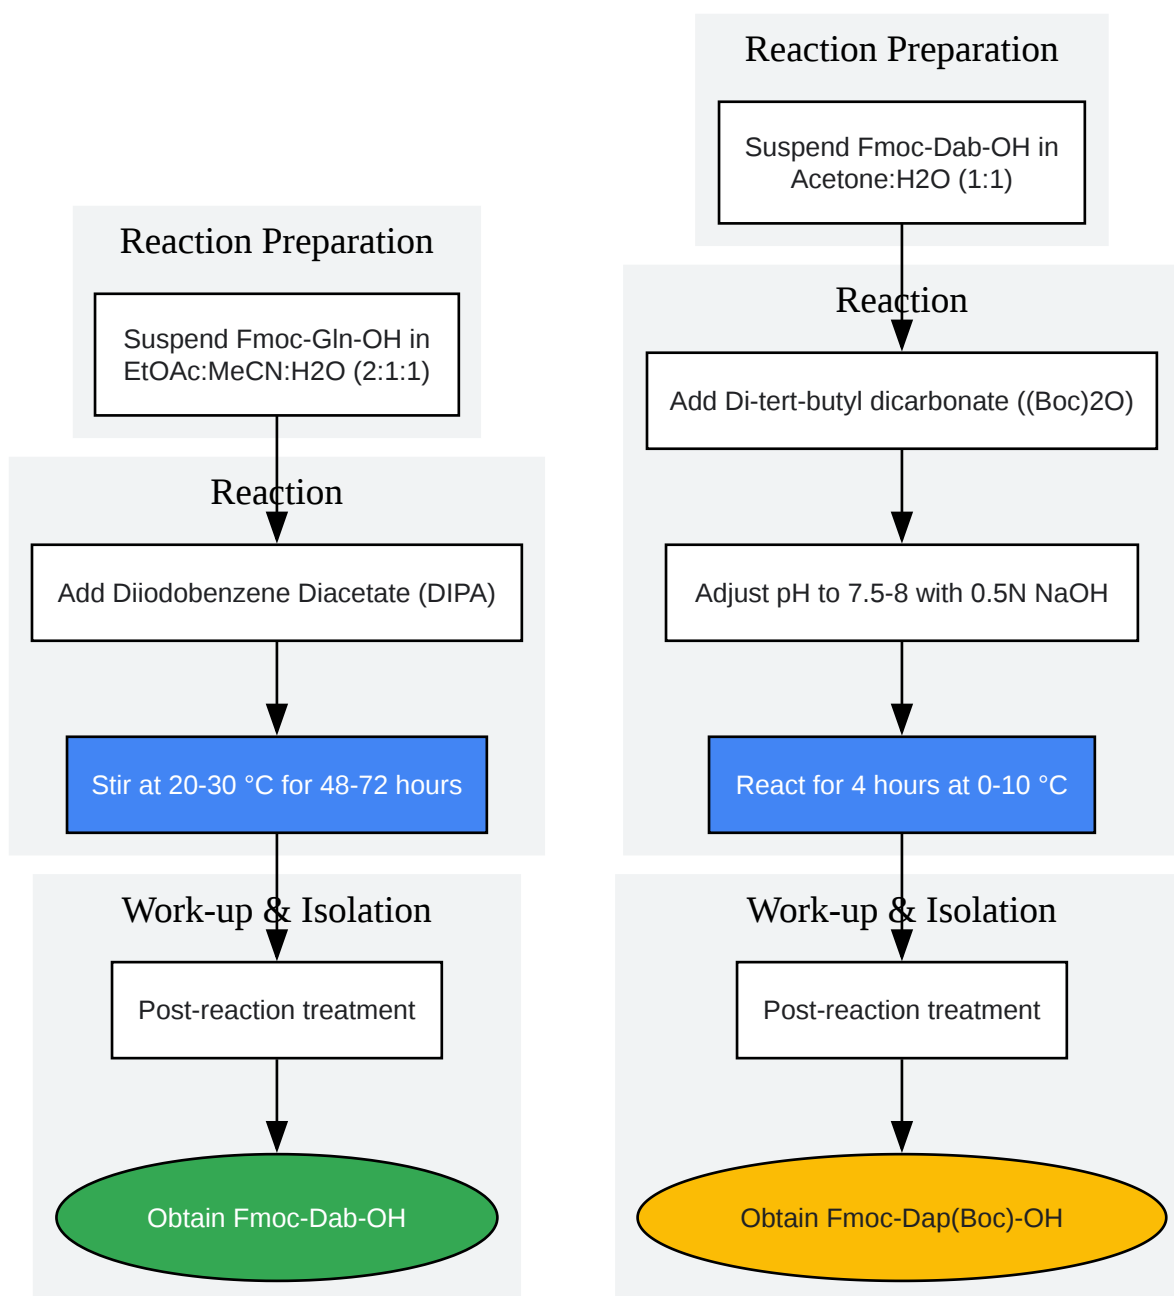 Reaction Preparation
Suspend Fmoc-Gln-OH in
EtOAc:MeCN:H2O (2:1:1)
Reaction
Add Diiodobenzene Diacetate (DIPA)
Stir at 20-30 °C for 48-72 hours
Work-up & Isolation
Post-reaction treatment
Obtain Fmoc-Dab-OH
Reaction Preparation
Suspend Fmoc-Dab-OH in
Acetone:H2O (1:1)
Reaction
Add Di-tert-butyl dicarbonate ((Boc)2O)
Adjust pH to 7.5-8 with 0.5N NaOH
React for 4 hours at 0-10 °C
Work-up & Isolation
Post-reaction treatment
Obtain Fmoc-Dap(Boc)-OH